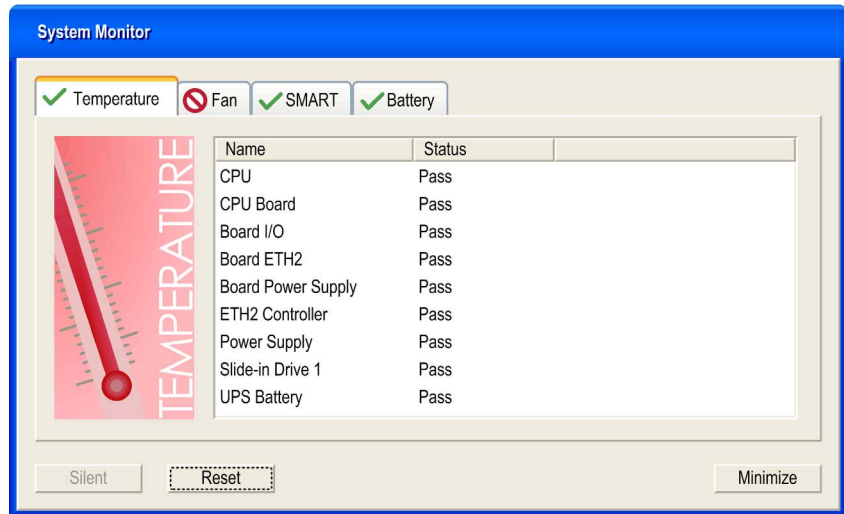 System Monitor
Temperature Fan SMART Battery
TEMPERATURE
Name Status
CPU Pass
CPU Board Pass
Board I/O Pass
Board ETH2 Pass
Board Power Supply Pass
ETH2 Controller Pass
Power Supply Pass
Slide-in Drive 1 Pass
UPS Battery Pass
Silent Reset Minimize